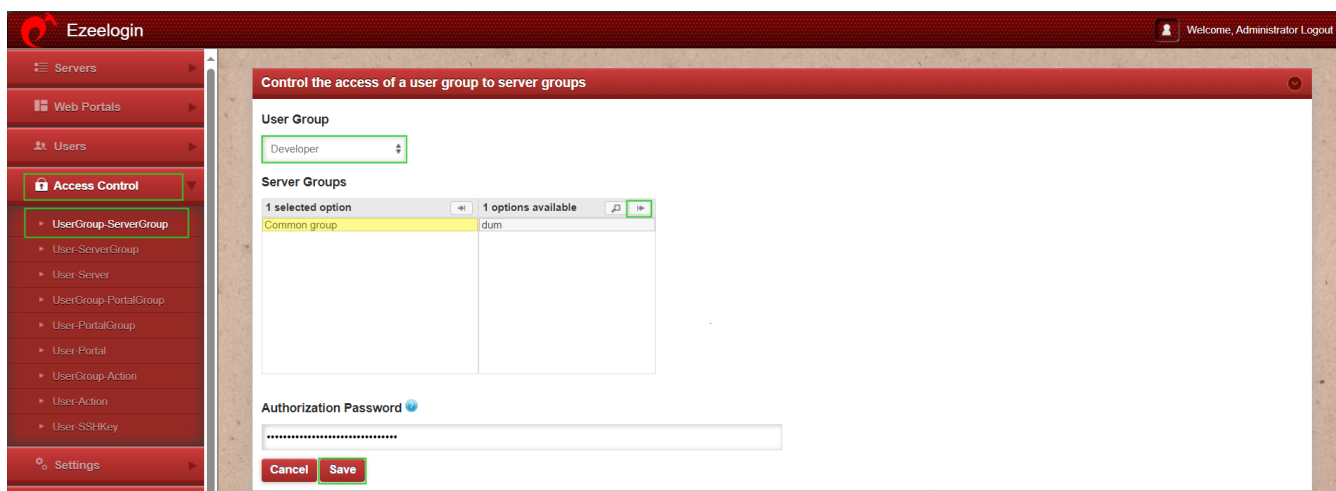 Ezeelogin
Welcome, Administrator Logout
Servers
Web Portals
Users
Access Control
UserGroup-ServerGroup
User-ServerGroup
User-Server
UserGroup-PortalGroup
User-PortalGroup
User-Portal
UserGroup-Action
User-Action
User-SSHKey
Settings
Control the access of a user group to server groups
User Group
Developer
Server Groups
1 selected option 1 options available
Common group dum
Authorization Password
Cancel Save